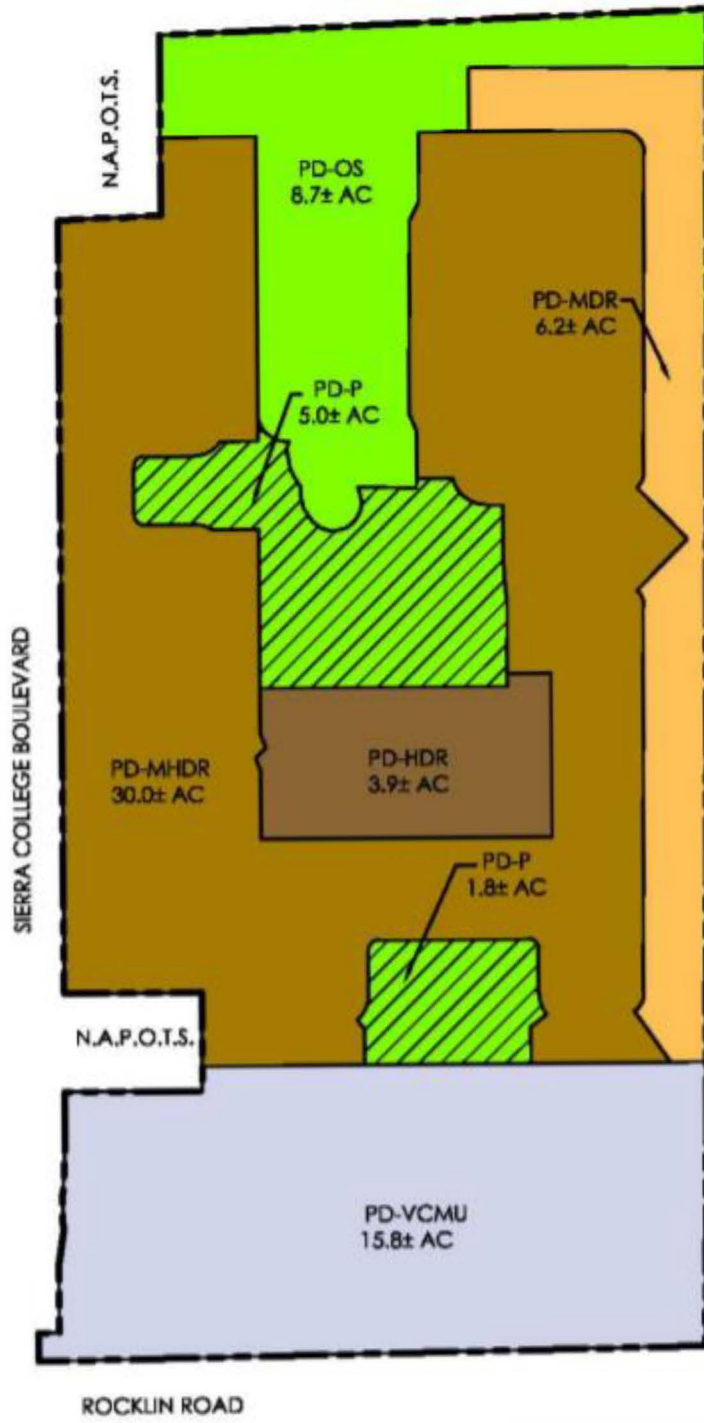 N.A.P.O.T.S.
PD-OS
8.7± AC
PD-MDR
6.2± AC
PD-P
5.0± AC
SIERRA COLLEGE BOULEVARD
PD-MHDR
30.0± AC
PD-HDR
3.9± AC
PD-P
1.8± AC
N.A.P.O.T.S.
PD-VCMU
15.8± AC
ROCKLIN ROAD